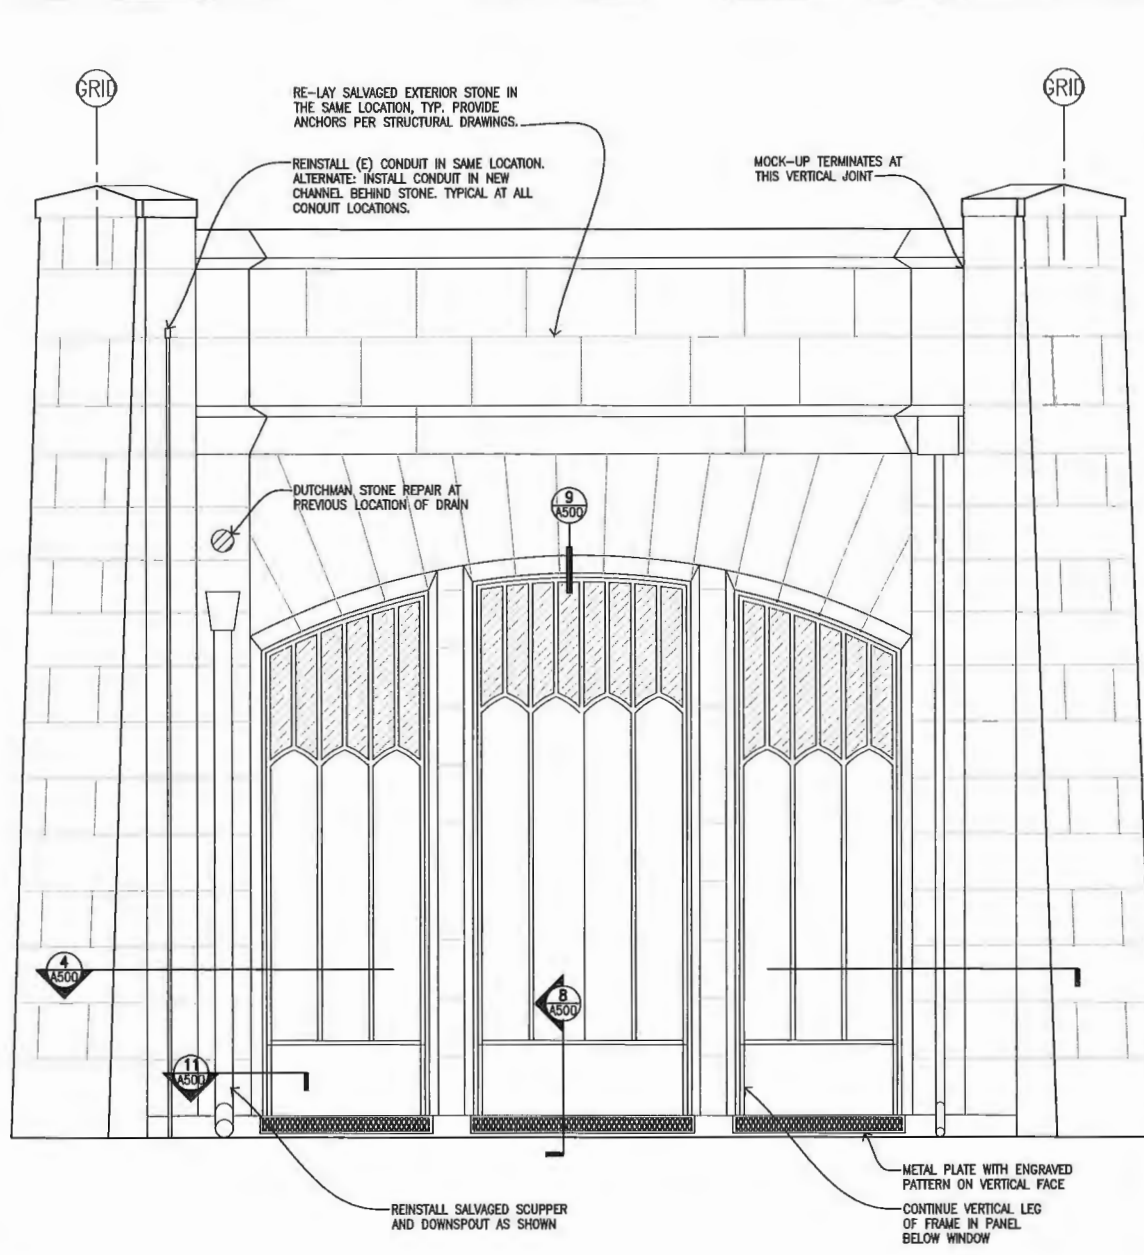 GRID
GRID
RE-LAY SALVAGED EXTERIOR STONE IN
THE SAME LOCATION, TYP. PROVIDE
ANCHORS PER STRUCTURAL DRAWINGS.
REINSTALL (E) CONDUIT IN SAME LOCATION.
ALTERNATE: INSTALL CONDUIT IN NEW
CHANNEL BEHIND STONE. TYPICAL AT ALL
CONDUIT LOCATIONS.
MOCK-UP TERMINATES AT
THIS VERTICAL JOINT
DUTCHMAN STONE REPAIR AT
PREVIOUS LOCATION OF DRAIN
9
A500
4
A500
8
A500
11
A500
METAL PLATE WITH ENGRAVED
PATTERN ON VERTICAL FACE
REINSTALL SALVAGED SCUPPER
AND DOWNSPOUT AS SHOWN
CONTINUE VERTICAL LEG
OF FRAME IN PANEL
BELOW WINDOW